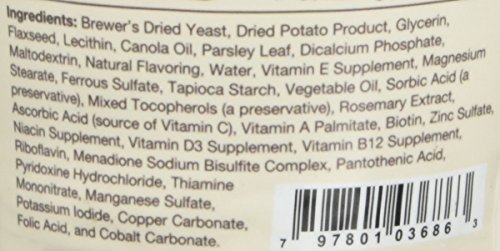 Ingredients: Brewer's Dried Yeast, Dried Potato Product, Glycerin,
Flaxseed, Lecithin, Canola Oil, Parsley Leaf, Dicalcium Phosphate,
Maltodextrin, Natural Flavoring, Water, Vitamin E Supplement, Magnesium
Stearate, Ferrous Sulfate, Tapioca Starch, Vegetable Oil, Sorbic Acid (a
preservative), Mixed Tocopherols (a preservative), Rosemary Extract,
Ascorbic Acid (source of Vitamin C), Vitamin A Palmitate, Biotin, Zinc Sulfate,
Niacin Supplement, Vitamin D3 Supplement, Vitamin B12 Supplement,
Riboflavin, Menadione Sodium Bisulfite Complex, Pantothenic Acid,
Pyridoxine Hydrochloride, Thiamine
Mononitrate, Manganese Sulfate,
Potassium Iodide, Copper Carbonate,
Folic Acid, and Cobalt Carbonate.
7 97801 03686 3